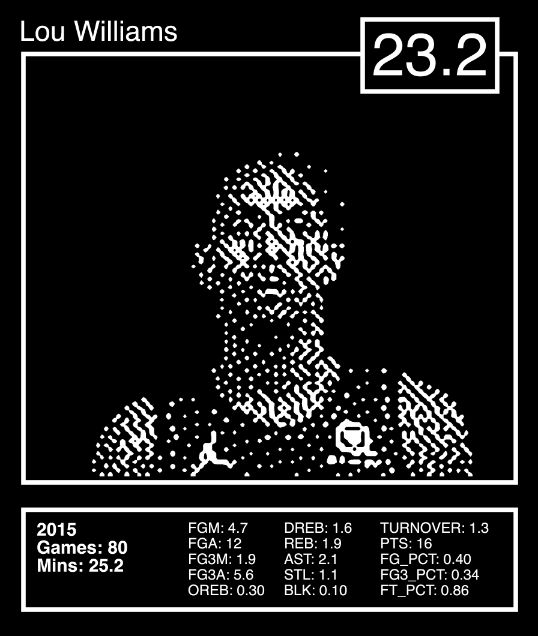 Lou Williams
23.2
2015
Games: 80
Mins: 25.2
FGM: 4.7
FGA: 12
FG3M: 1.9
FG3A: 5.6
OREB: 0.30
DREB: 1.6
REB: 1.9
AST: 2.1
STL: 1.1
BLK: 0.10
TURNOVER: 1.3
PTS: 16
FG_PCT: 0.40
FG3_PCT: 0.34
FT_PCT: 0.86